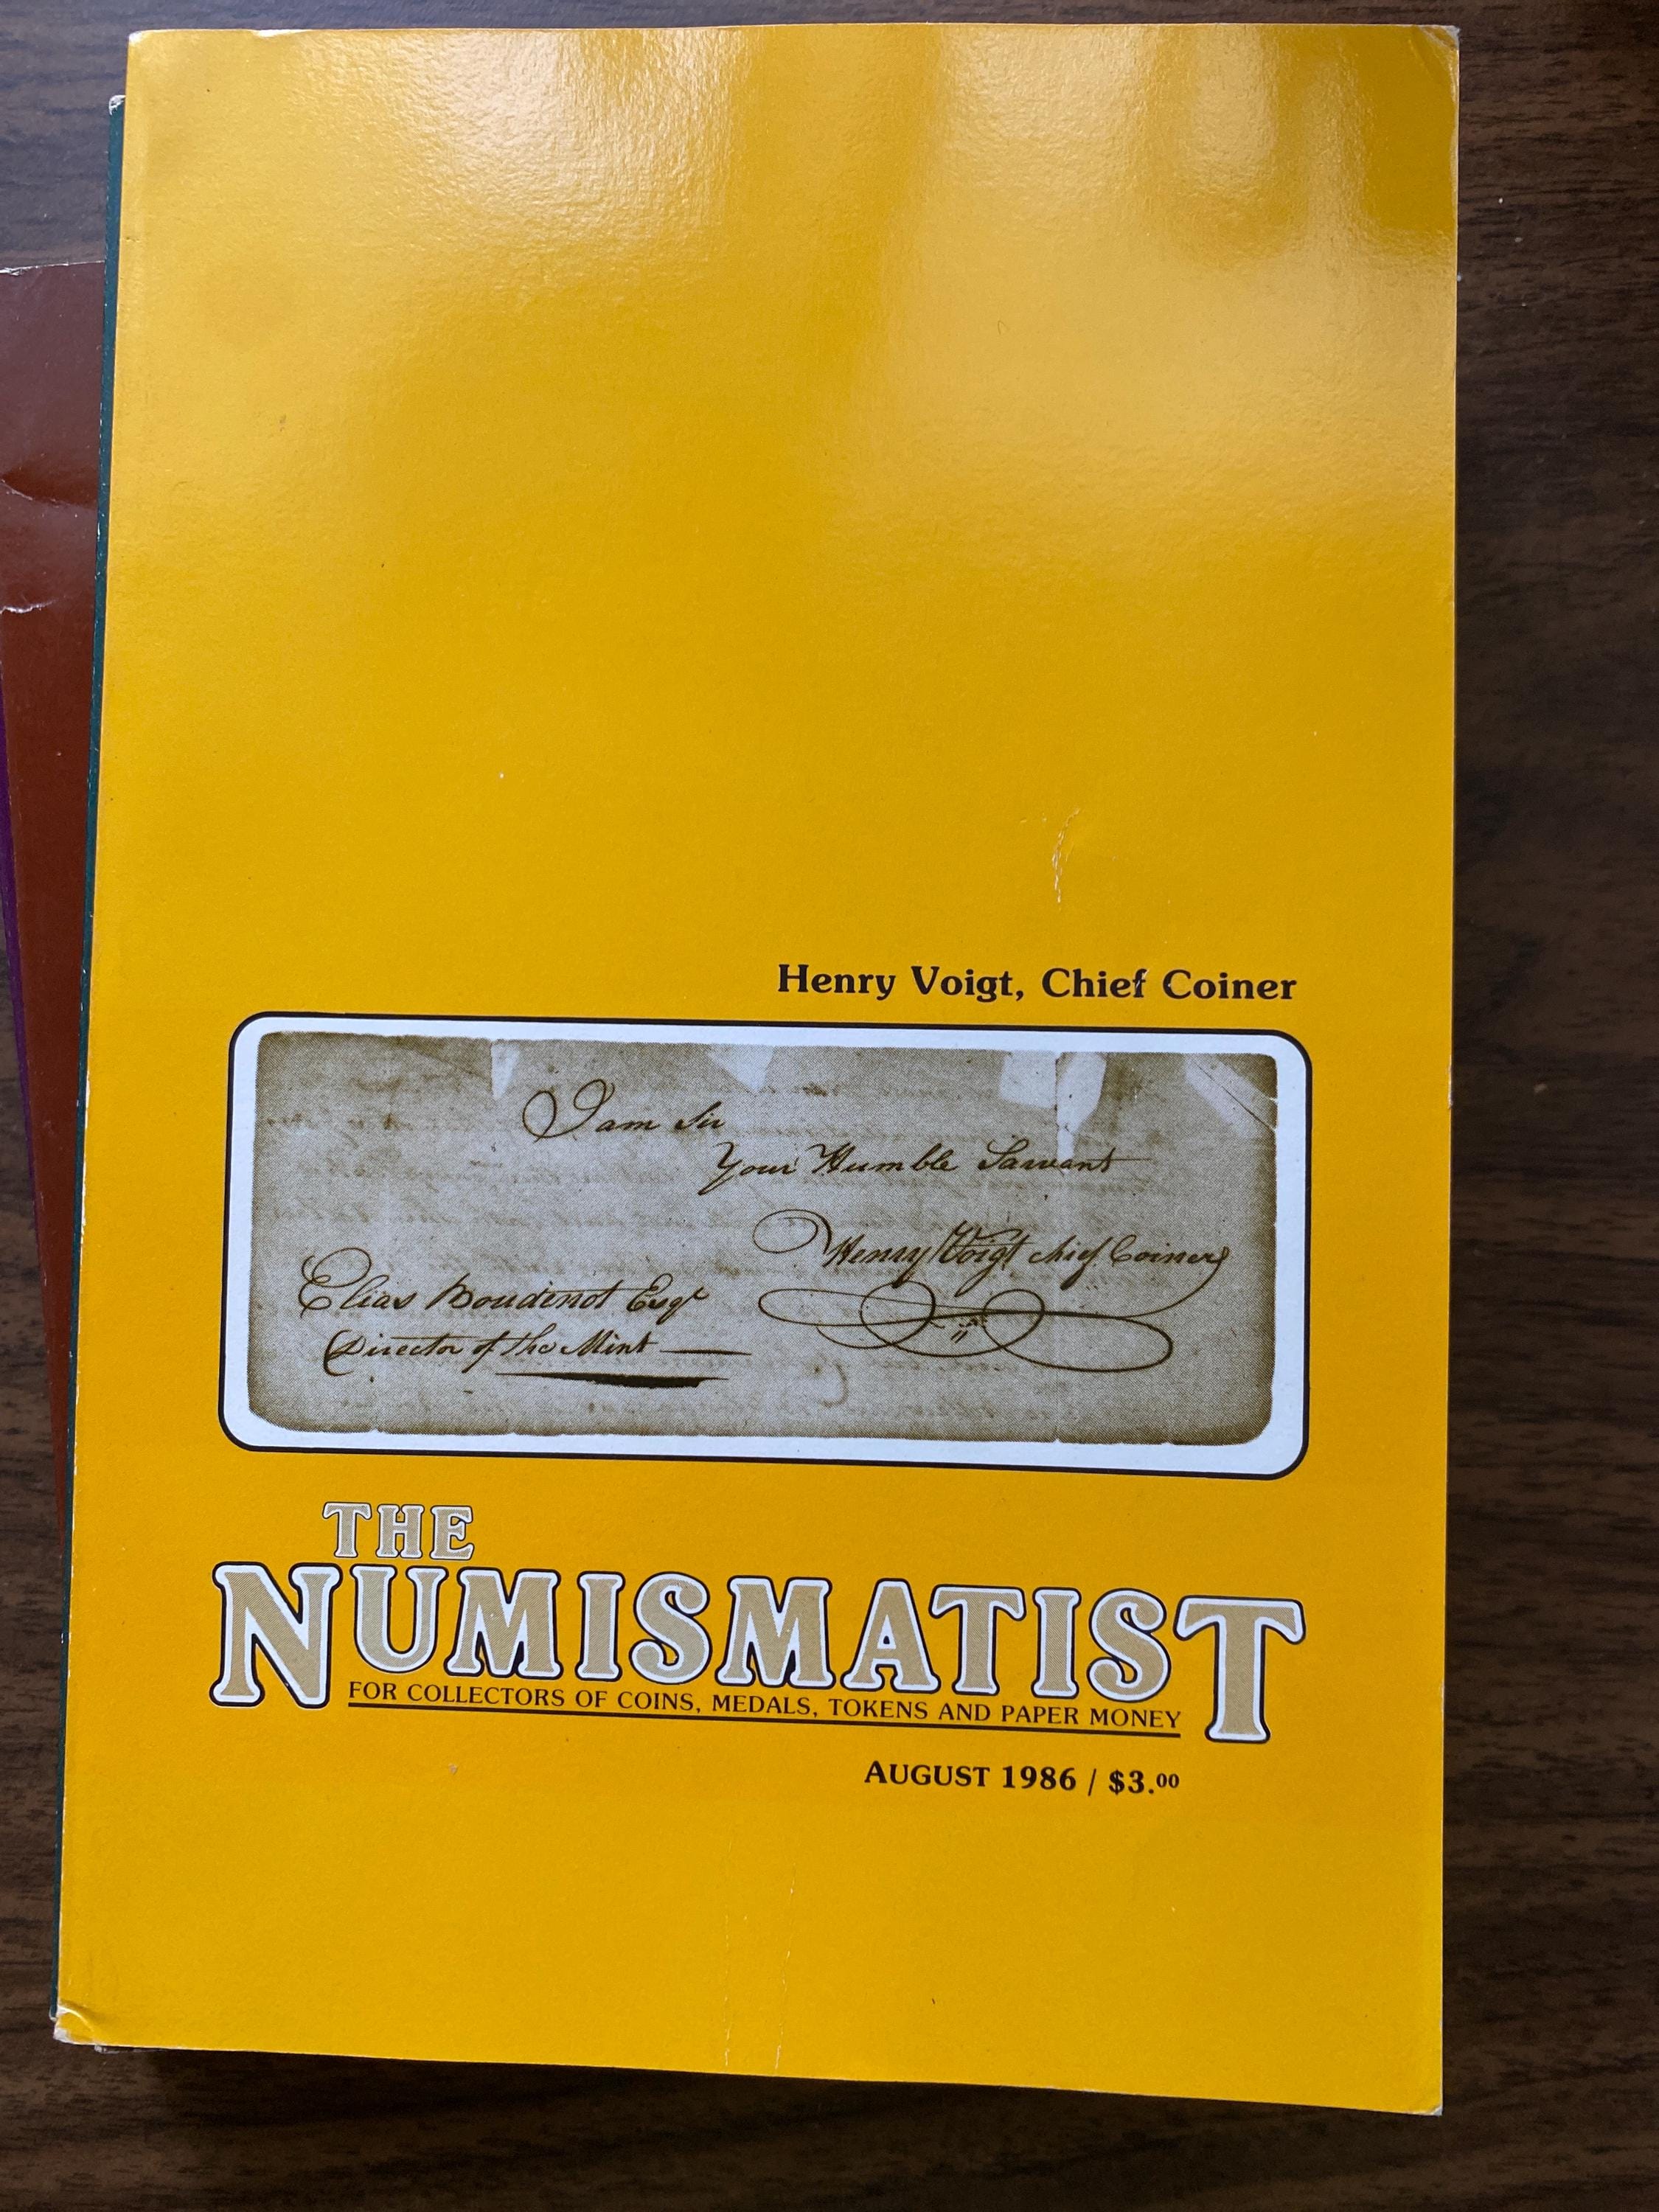 Henry Voigt, Chief Coiner
I am Sir
Your Humble Sarvant
Henry Voigt chief Coiner
Elias Boudinot Esqr
Director of the Mint
THE
NUMISMATIST
FOR COLLECTORS OF COINS, MEDALS, TOKENS AND PAPER MONEY
AUGUST 1986 / $3.00